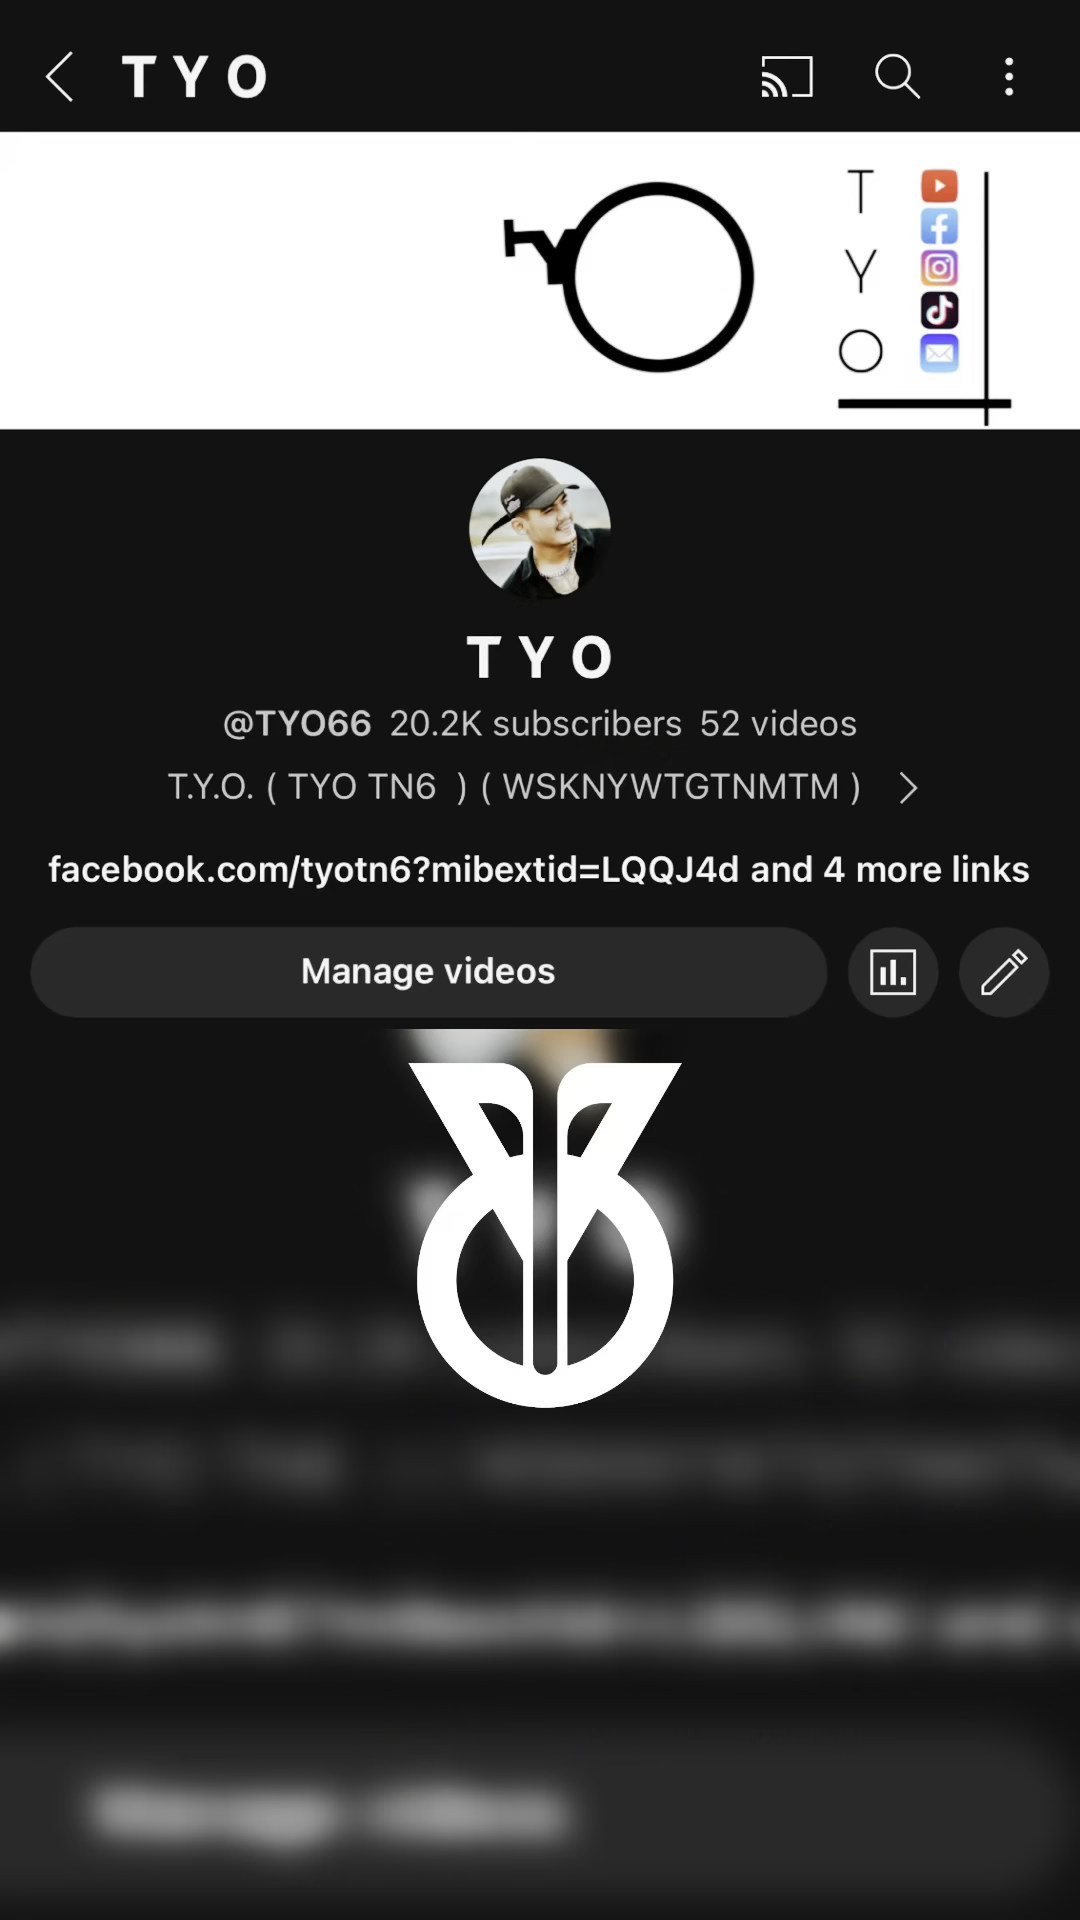 T Y O
TYO
T
Y
O
T Y O
@TYO66 20.2K subscribers 52 videos
T.Y.O. ( TYO TN6 ) ( WSKNYWTGTNMTM )
facebook.com/tyotn6?mibextid=LQQJ4d and 4 more links
Manage videos